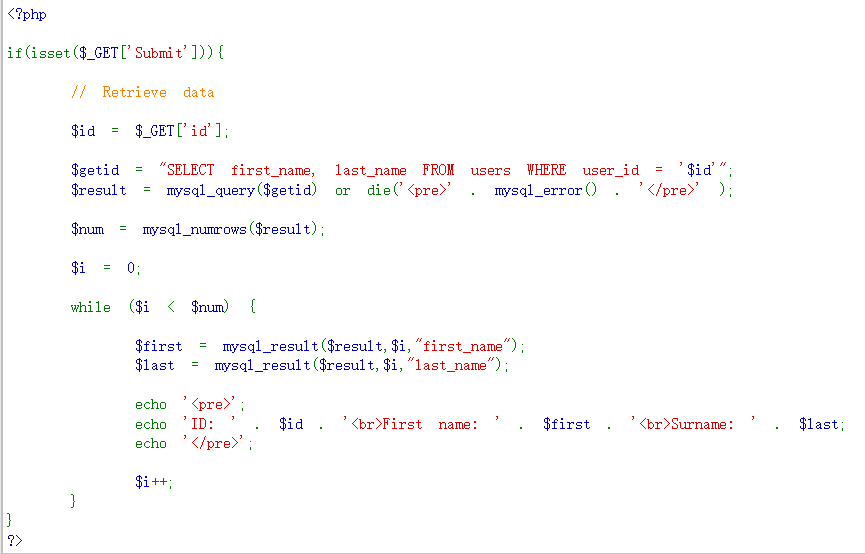 <?php
if(isset($_GET['Submit'])){
// Retrieve data
$id = $_GET['id'];
$getid = "SELECT first_name, last_name FROM users WHERE user_id = '$id'";
$result = mysql_query($getid) or die('<pre>' . mysql_error() . '</pre>' );
$num = mysql_numrows($result);
$i = 0;
while ($i < $num) {
$first = mysql_result($result,$i,"first_name");
$last = mysql_result($result,$i,"last_name");
echo '<pre>';
echo 'ID: ' . $id . '<br>First name: ' . $first . '<br>Surname: ' . $last;
echo '</pre>';
$i++;
}
}
?>